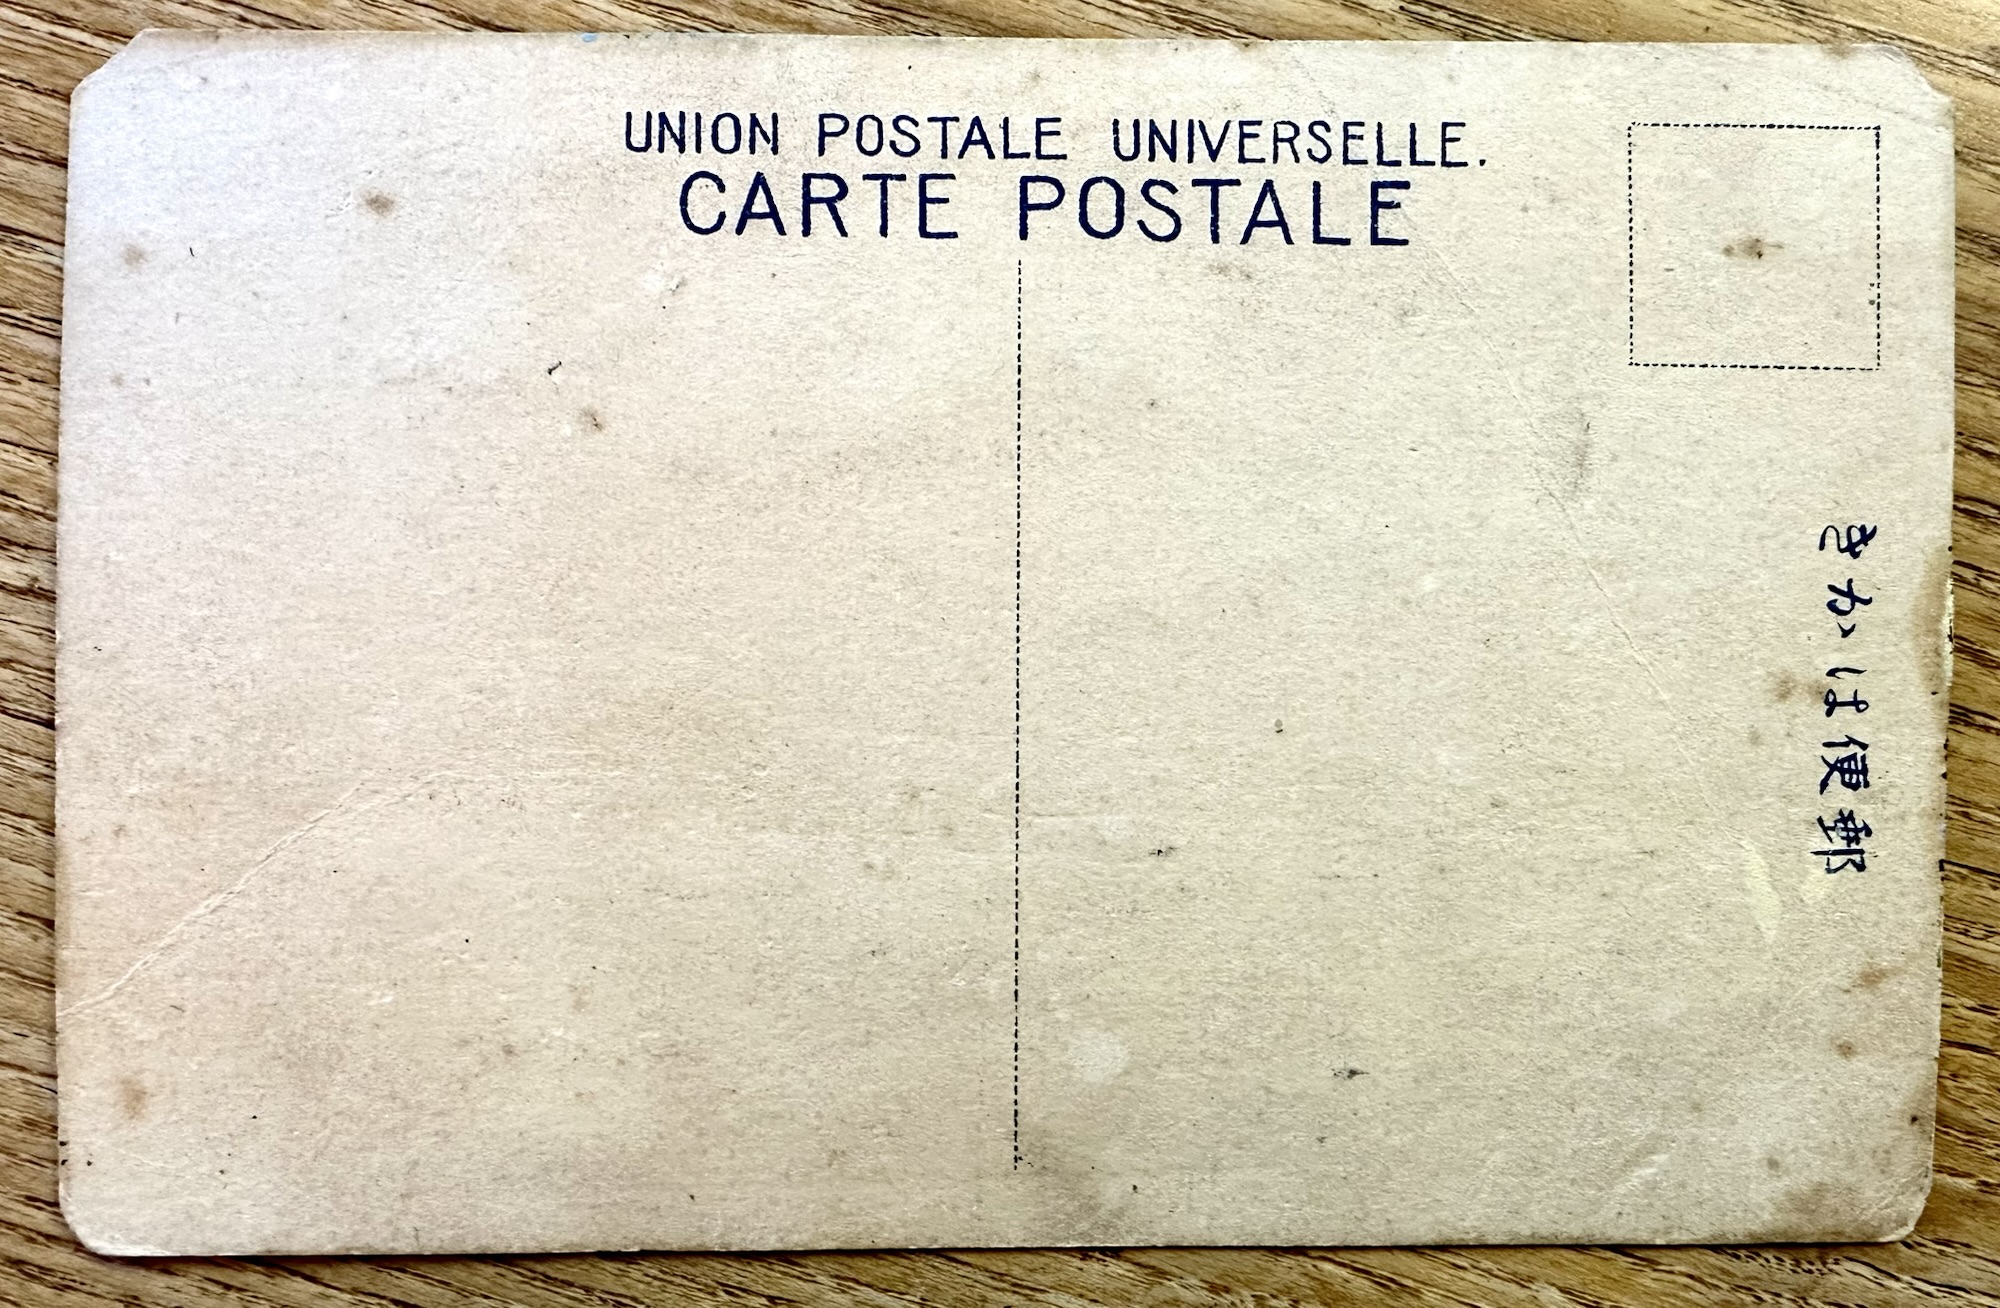 UNION POSTALE UNIVERSELLE.
CARTE POSTALE
郵便はかき